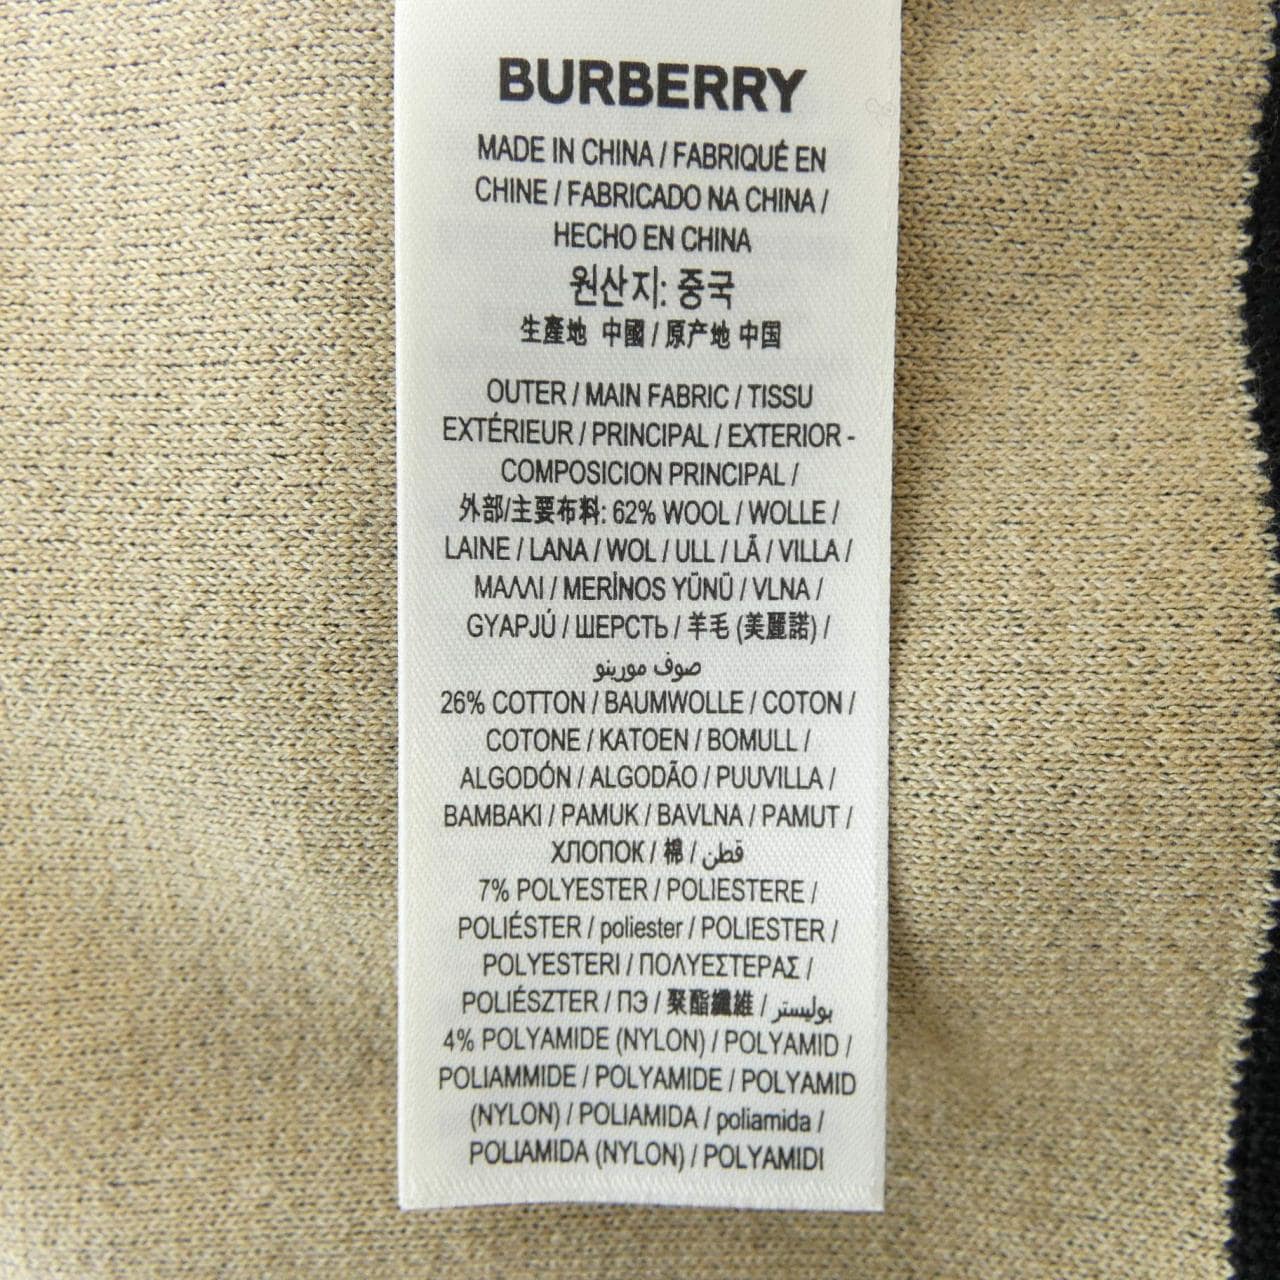 BURBERRY
MADE IN CHINA / FABRIQUÉ EN
CHINE / FABRICADO NA CHINA /
HECHO EN CHINA
원산지: 중국
生產地 中國 / 原产地 中国
OUTER / MAIN FABRIC / TISSU
EXTÉRIEUR / PRINCIPAL / EXTERIOR -
COMPOSICION PRINCIPAL /
外部/主要布料: 62% WOOL / WOLLE /
LAINE / LANA / WOL / ULL / LÃ / VILLA /
ΜΑΛΛΙ / MERİNOS YÜNÜ / VLNA /
GYAPJÚ / ШЕРСТЬ / 羊毛 (美麗諾) /
صوف مورينو
26% COTTON / BAUMWOLLE / COTON /
COTONE / KATOEN / BOMULL /
ALGODÓN / ALGODÃO / PUUVILLA /
BAMBAKI / PAMUK / BAVLNA / PAMUT /
ХЛОПОК / 棉 / قطن
7% POLYESTER / POLIESTERE /
POLIÉSTER / poliester / POLIESTER /
POLYESTERI / ΠΟΛΥΕΣΤΕΡΑΣ /
POLIÉSZTER / ПЭ / 聚酯纖維 / بوليستر
4% POLYAMIDE (NYLON) / POLYAMID /
POLIAMMIDE / POLYAMIDE / POLYAMID
(NYLON) / POLIAMIDA / poliamida /
POLIAMIDA (NYLON) / POLYAMIDI